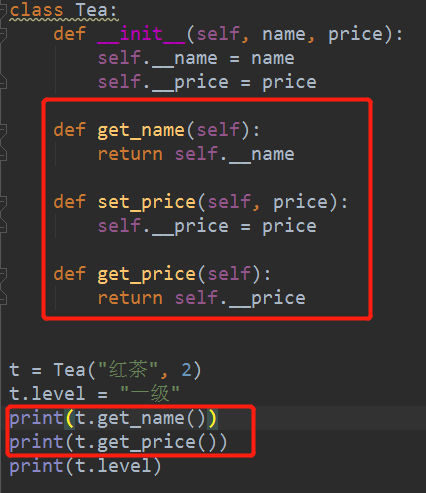 class Tea:
def __init__(self, name, price):
self.__name = name
self.__price = price
def get_name(self):
return self.__name
def set_price(self, price):
self.__price = price
def get_price(self):
return self.__price
t = Tea("红茶", 2)
t.level = "一级"
print(t.get_name())
print(t.get_price())
print(t.level)